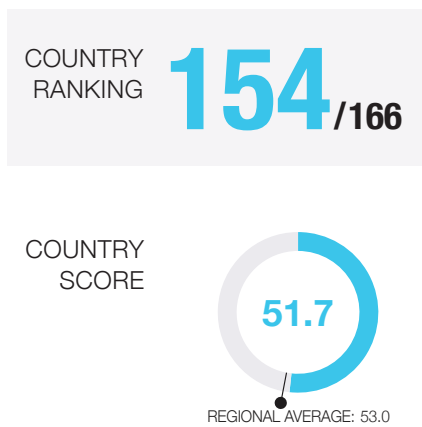 COUNTRY
RANKING
154/166
COUNTRY
SCORE
51.7
REGIONAL AVERAGE: 53.0